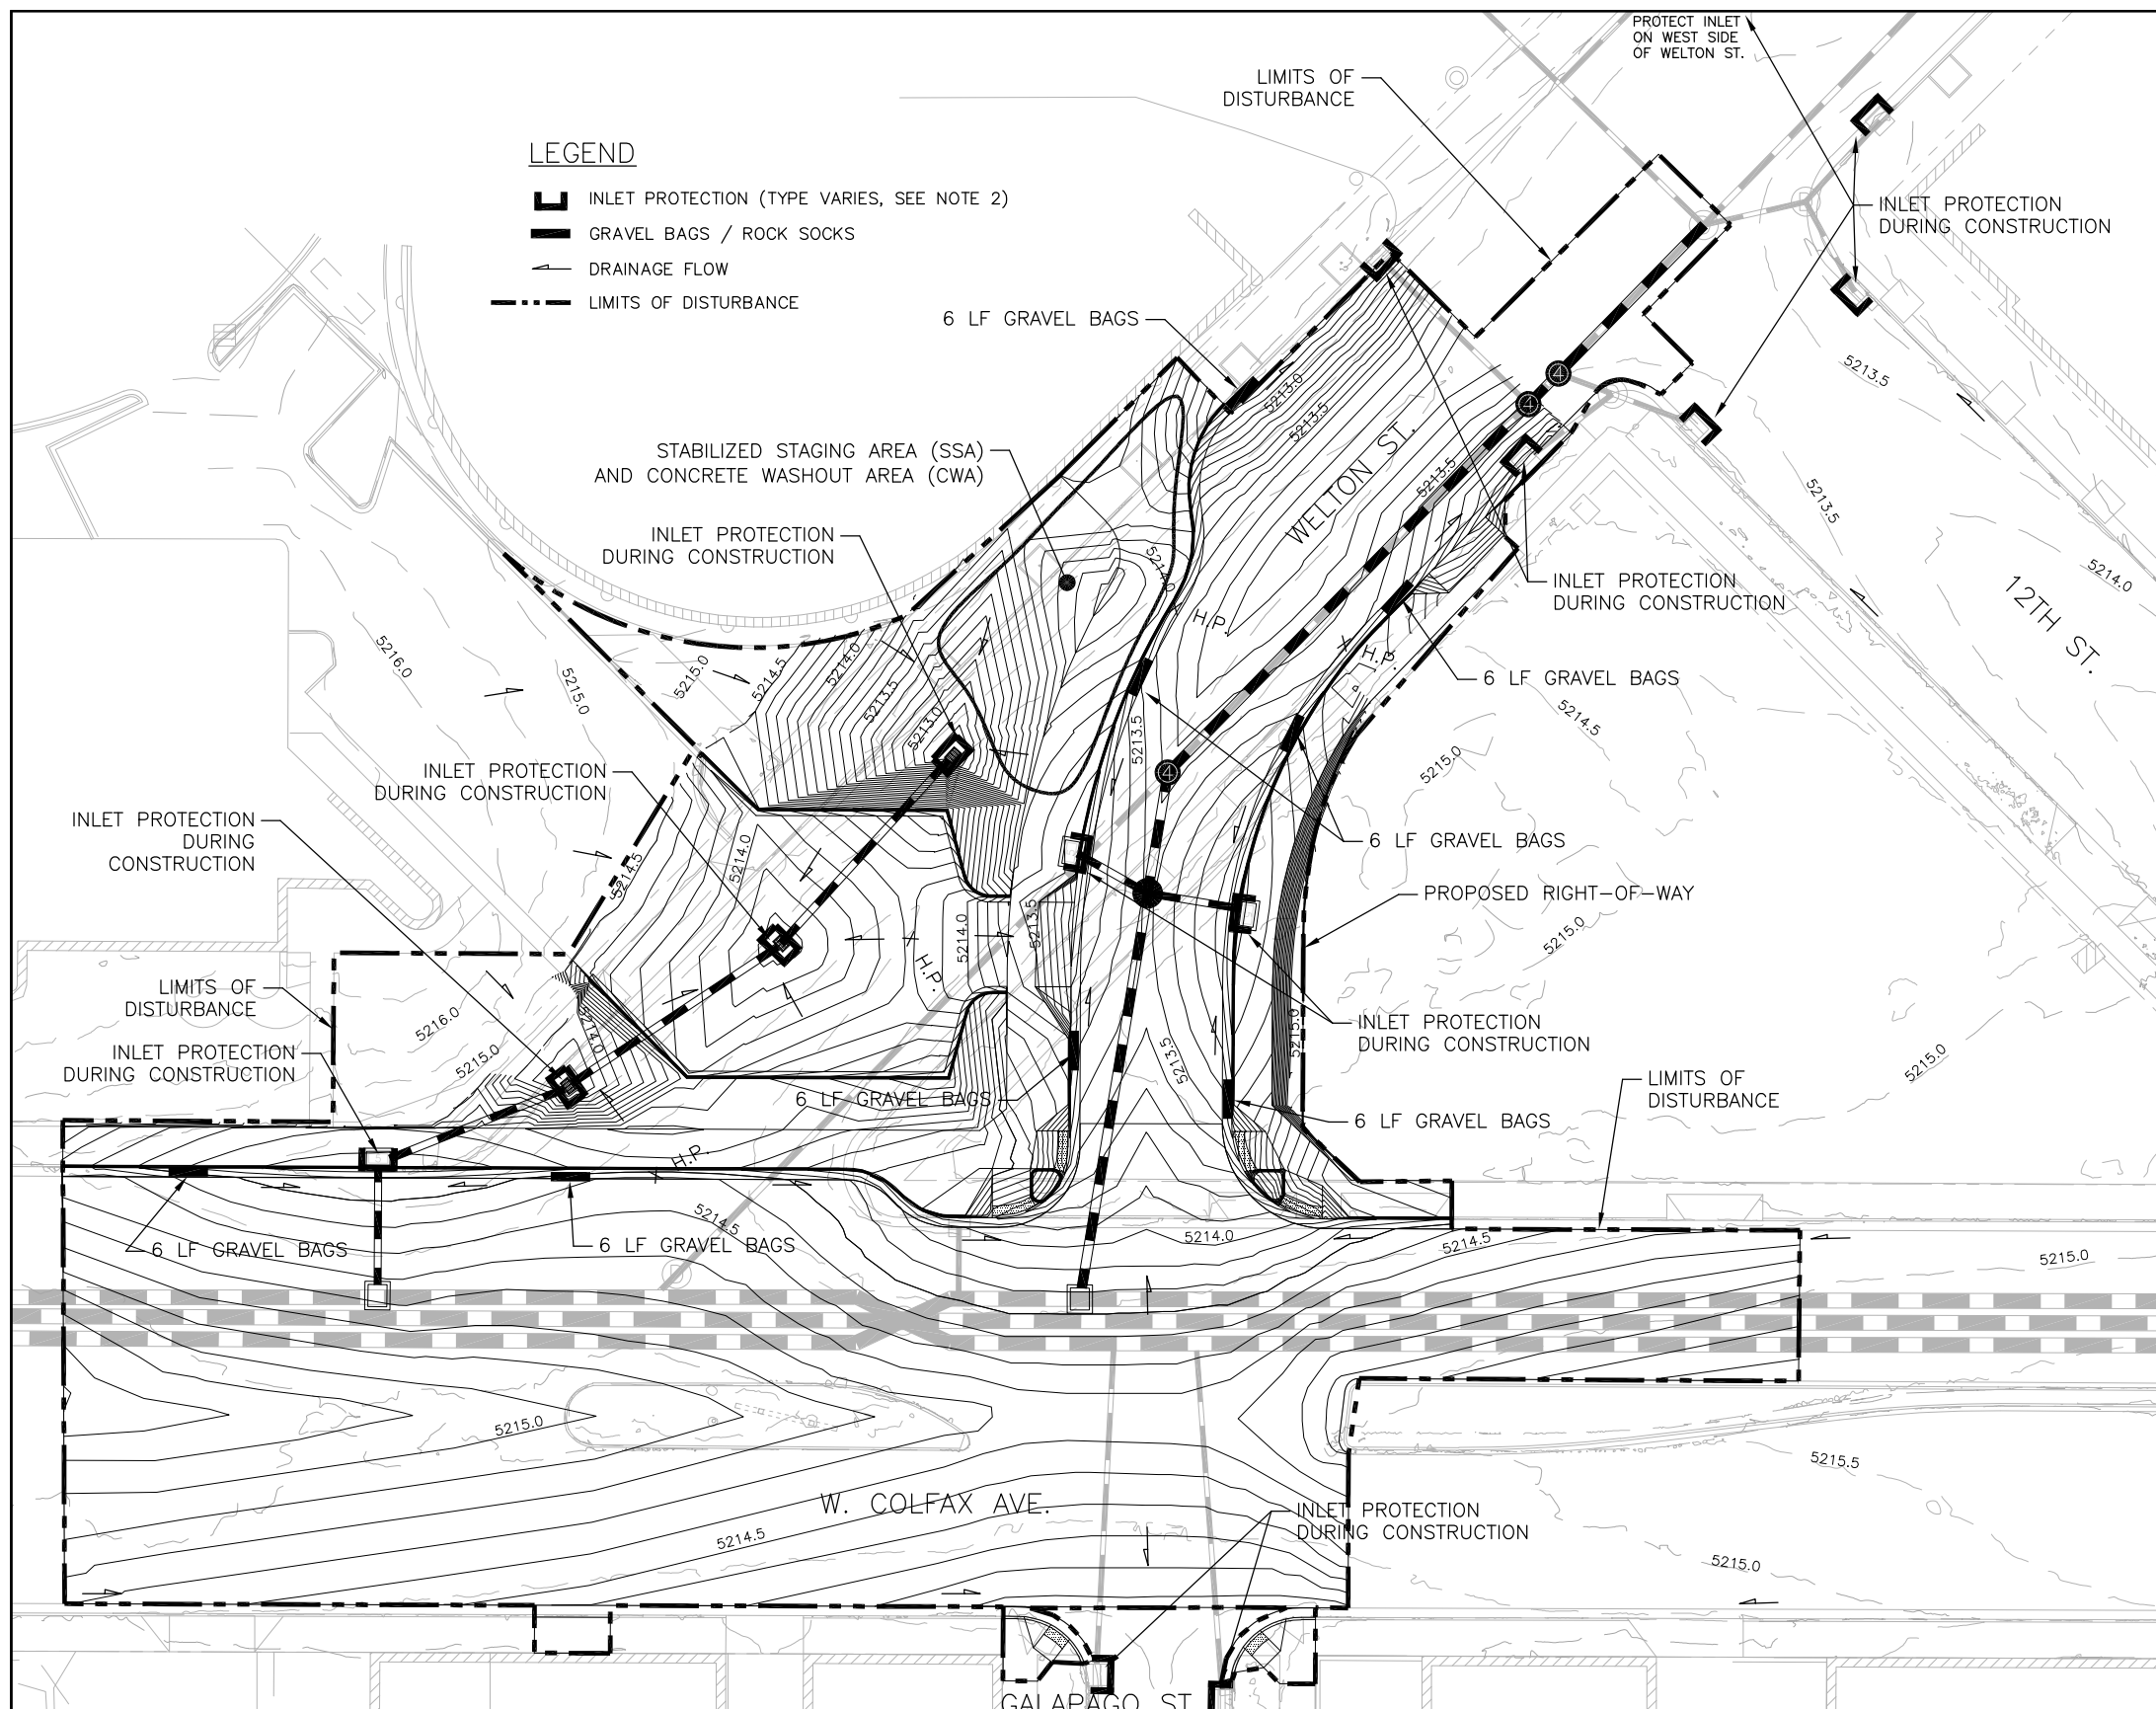 PROTECT INLET
ON WEST SIDE
OF WELTON ST.
LIMITS OF
DISTURBANCE
LEGEND
INLET PROTECTION (TYPE VARIES, SEE NOTE 2)
GRAVEL BAGS / ROCK SOCKS
DRAINAGE FLOW
LIMITS OF DISTURBANCE
INLET PROTECTION
DURING CONSTRUCTION
6 LF GRAVEL BAGS
5213.0
5213.5
5213.5
4
4
WELTON ST.
STABILIZED STAGING AREA (SSA)
AND CONCRETE WASHOUT AREA (CWA)
5213.5
5213.5
INLET PROTECTION
DURING CONSTRUCTION
5214.0
5214.0
12TH ST.
INLET PROTECTION
DURING CONSTRUCTION
X H.P.
X H.P.
5216.0
5215.0
5215.0
5214.5
5214.0
5213.5
5213.0
6 LF GRAVEL BAGS
5214.5
5213.5
4
5215.0
INLET PROTECTION
DURING CONSTRUCTION
INLET PROTECTION
DURING
CONSTRUCTION
5214.5
5214.0
6 LF GRAVEL BAGS
PROPOSED RIGHT-OF-WAY
5214.0
5213.5
H.P.
5215.0
LIMITS OF
DISTURBANCE
5216.0
5214.0
INLET PROTECTION
DURING CONSTRUCTION
5215.0
INLET PROTECTION
DURING CONSTRUCTION
5215.0
5213.5
5215.0
LIMITS OF
DISTURBANCE
6 LF GRAVEL BAGS
6 LF GRAVEL BAGS
H.P.
5214.5
5214.0
5214.5
5215.0
6 LF GRAVEL BAGS
6 LF GRAVEL BAGS
5215.0
5215.5
W. COLFAX AVE.
INLET PROTECTION
DURING CONSTRUCTION
5214.5
5215.0
GALAPAGO ST.